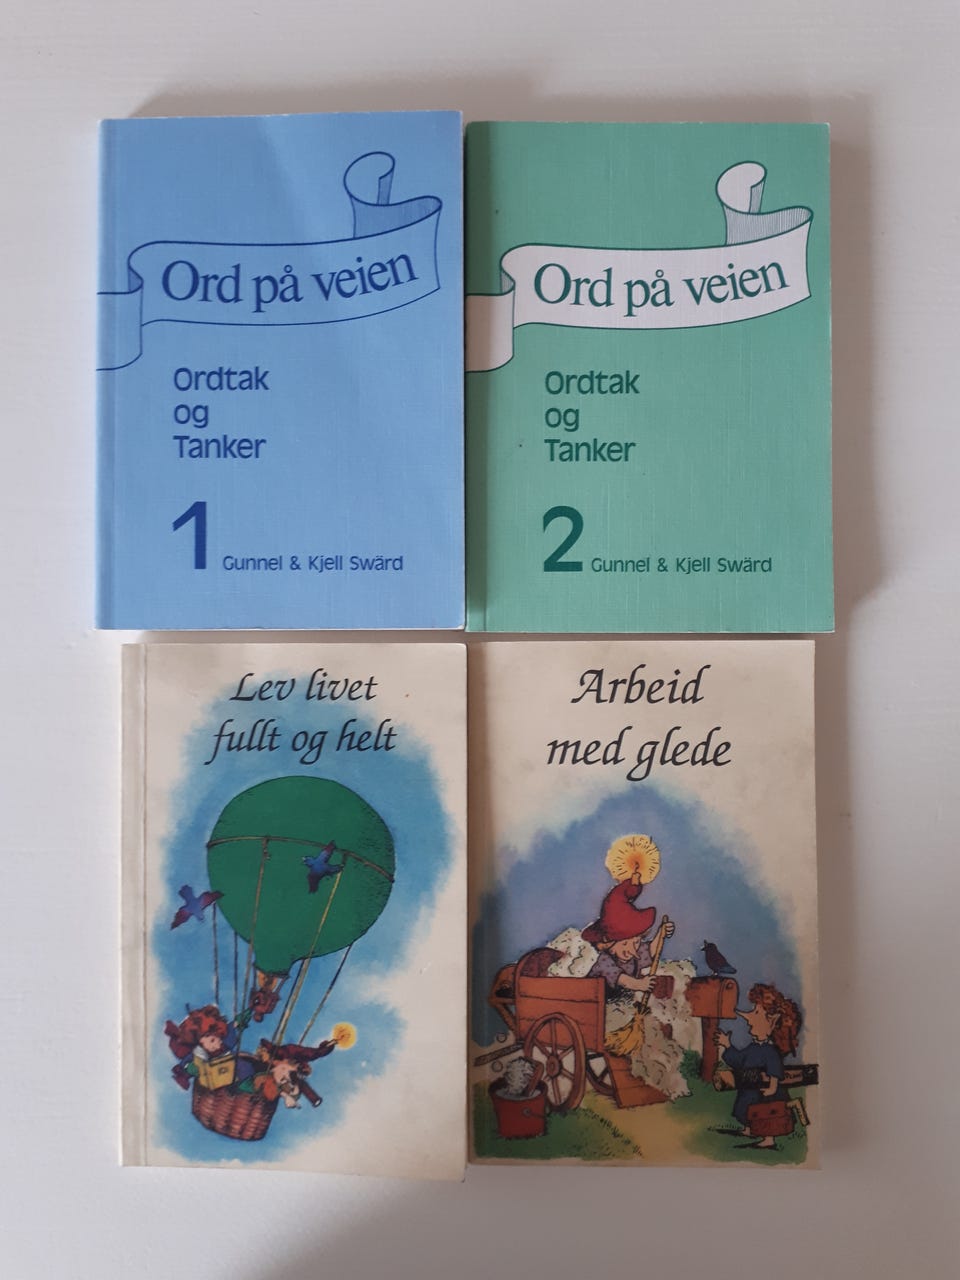 Ord på veien
Ordtak
og
Tanker
1 Gunnel & Kjell Swärd
Ord på veien
Ordtak
og
Tanker
2 Gunnel & Kjell Swärd
Lev livet
fullt og helt
Arbeid
med glede